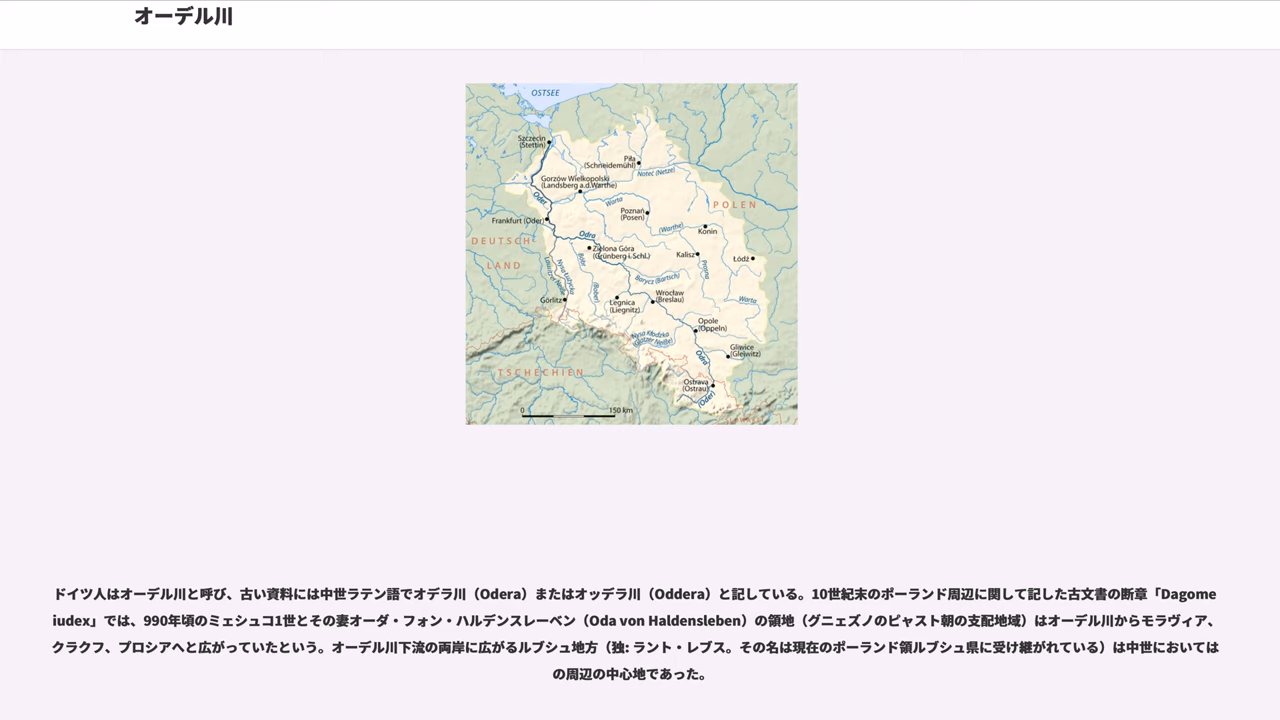 オーデル川
OSTSEE
Szczecin
(Stettin)
Piła
(Schneidemühl)
Noteć (Netze)
Gorzów Wielkopolski
(Landsberg a.d.Warthe)
Oder
Warta
POLEN
Poznań
(Posen)
Frankfurt (Oder)
(Warthe)
Konin
Odra
DEUTSCH-
LAND
Zielona Góra
(Grünberg i. Schl.)
Kalisz
Łódź
Prosna
Bóbr
(Bober)
Nysa Łużycka
Lausitzer Neiße
Barycz (Bartsch)
Warta
Görlitz
Legnica
(Liegnitz)
Wrocław
(Breslau)
Opole
(Oppeln)
Nysa Kłodzka
(Glatzer Neiße)
Odra
Gliwice
(Gleiwitz)
TSCHECHIEN
Ostrava
(Ostrau)
(Oder)
0 150 km
ドイツ人はオーデル川と呼び、古い資料には中世ラテン語でオデラ川（Odera）またはオッデラ川（Oddera）と記している。10世紀末のポーランド周辺に関して記した古文書の断章「Dagome
iudex」では、990年頃のミェシュコ1世とその妻オーダ・フォン・ハルデンスレーベン（Oda von Haldensleben）の領地（グニェズノのピャスト朝の支配地域）はオーデル川からモラヴィア、
クラクフ、プロシアへと広がっていたという。オーデル川下流の両岸に広がるルブシュ地方（独: ラント・レブス。その名は現在のポーランド領ルブシュ県に受け継がれている）は中世においては
の周辺の中心地であった。